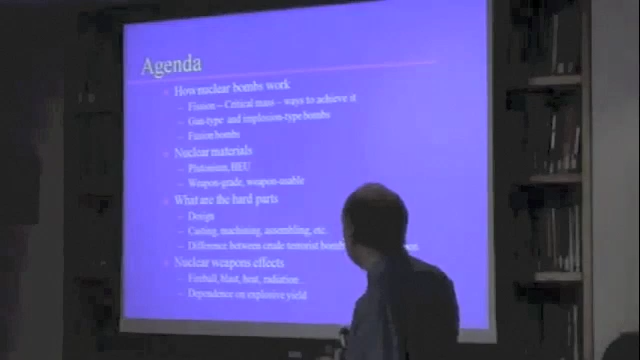 Agenda
How nuclear bombs work
– Fission – Critical mass – ways to achieve it
– Gun-type and implosion-type bombs
– Fusion bombs
Nuclear materials
– Plutonium, HEU
– Weapon-grade, weapon-usable
What are the hard parts
– Design
– Casting, machining, assembling, etc.
– Difference between crude terrorist bomb
Nuclear weapons effects
– Fireball, blast, heat, radiation...
– Dependence on explosive yield